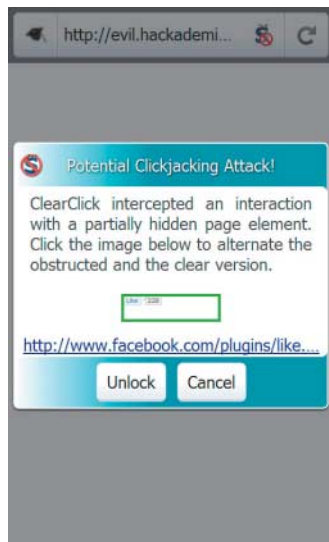 http://evil.hackademi...
Potential Clickjacking Attack!
ClearClick intercepted an interaction
with a partially hidden page element.
Click the image below to alternate the
obstructed and the clear version.
Like
http://www.facebook.com/plugins/like....
Unlock Cancel